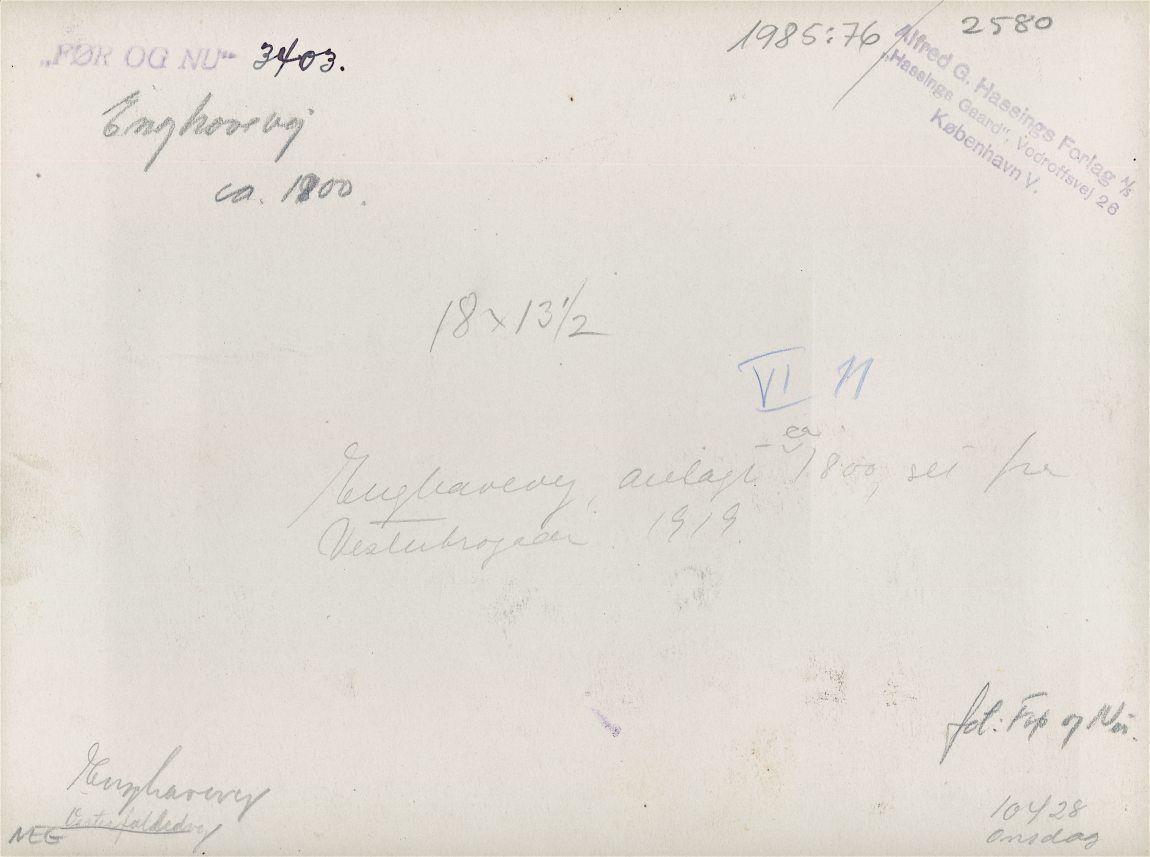 „FØR OG NU“ 3403.
1985:76
2580
Alfred G. Hassings Forlag A/S
„Hassings Gaard“, Vodroffsvej 26
København V.
Enghavevej
ca. 1800.
18 x 13 1/2
VI 11
Enghavevej, anlagt ca 1800, set fra
Vesterbrogade. 1919.
fot: Før og Nu.
Enghavevej
NEG
10428
onsdag